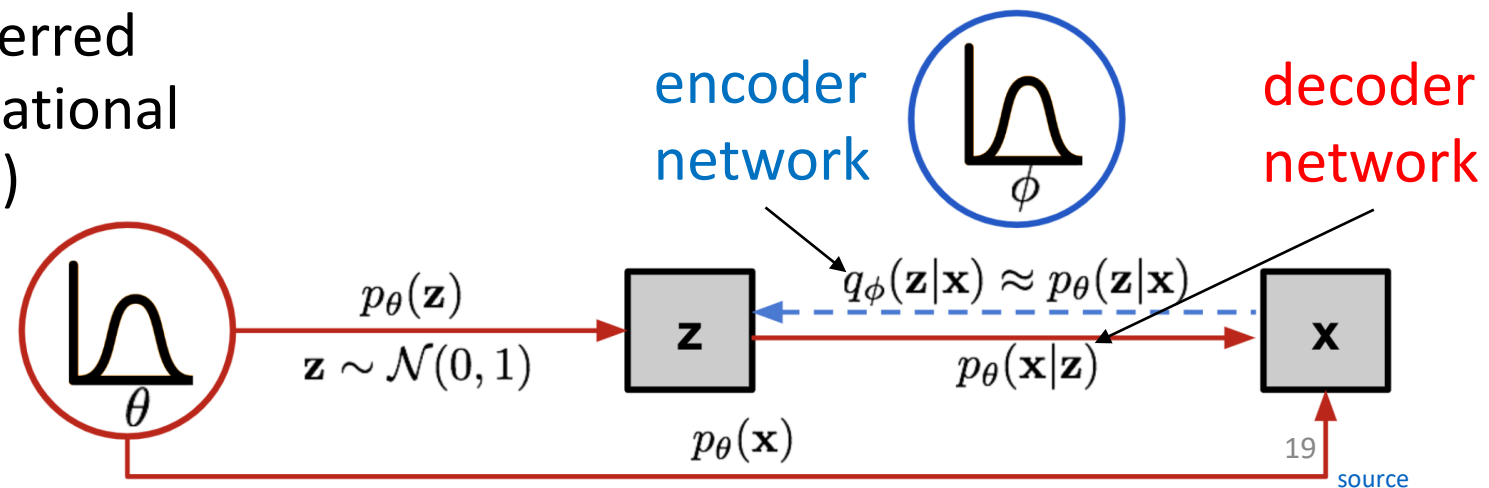 erred
ational
)
encoder
network
decoder
network
ϕ
θ
p_θ(𝐳)
𝐳 ∼ 𝒩(0, 1)
z
q_ϕ(𝐳|𝐱) ≈ p_θ(𝐳|𝐱)
p_θ(𝐱|𝐳)
x
p_θ(𝐱)
19
source